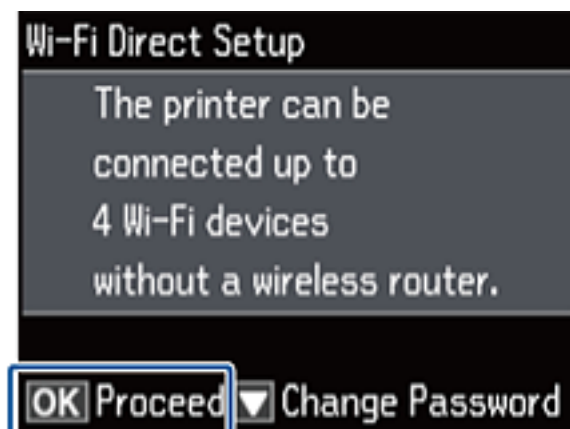 Wi-Fi Direct Setup
The printer can be
connected up to
4 Wi-Fi devices
without a wireless router.
OK Proceed ▼ Change Password